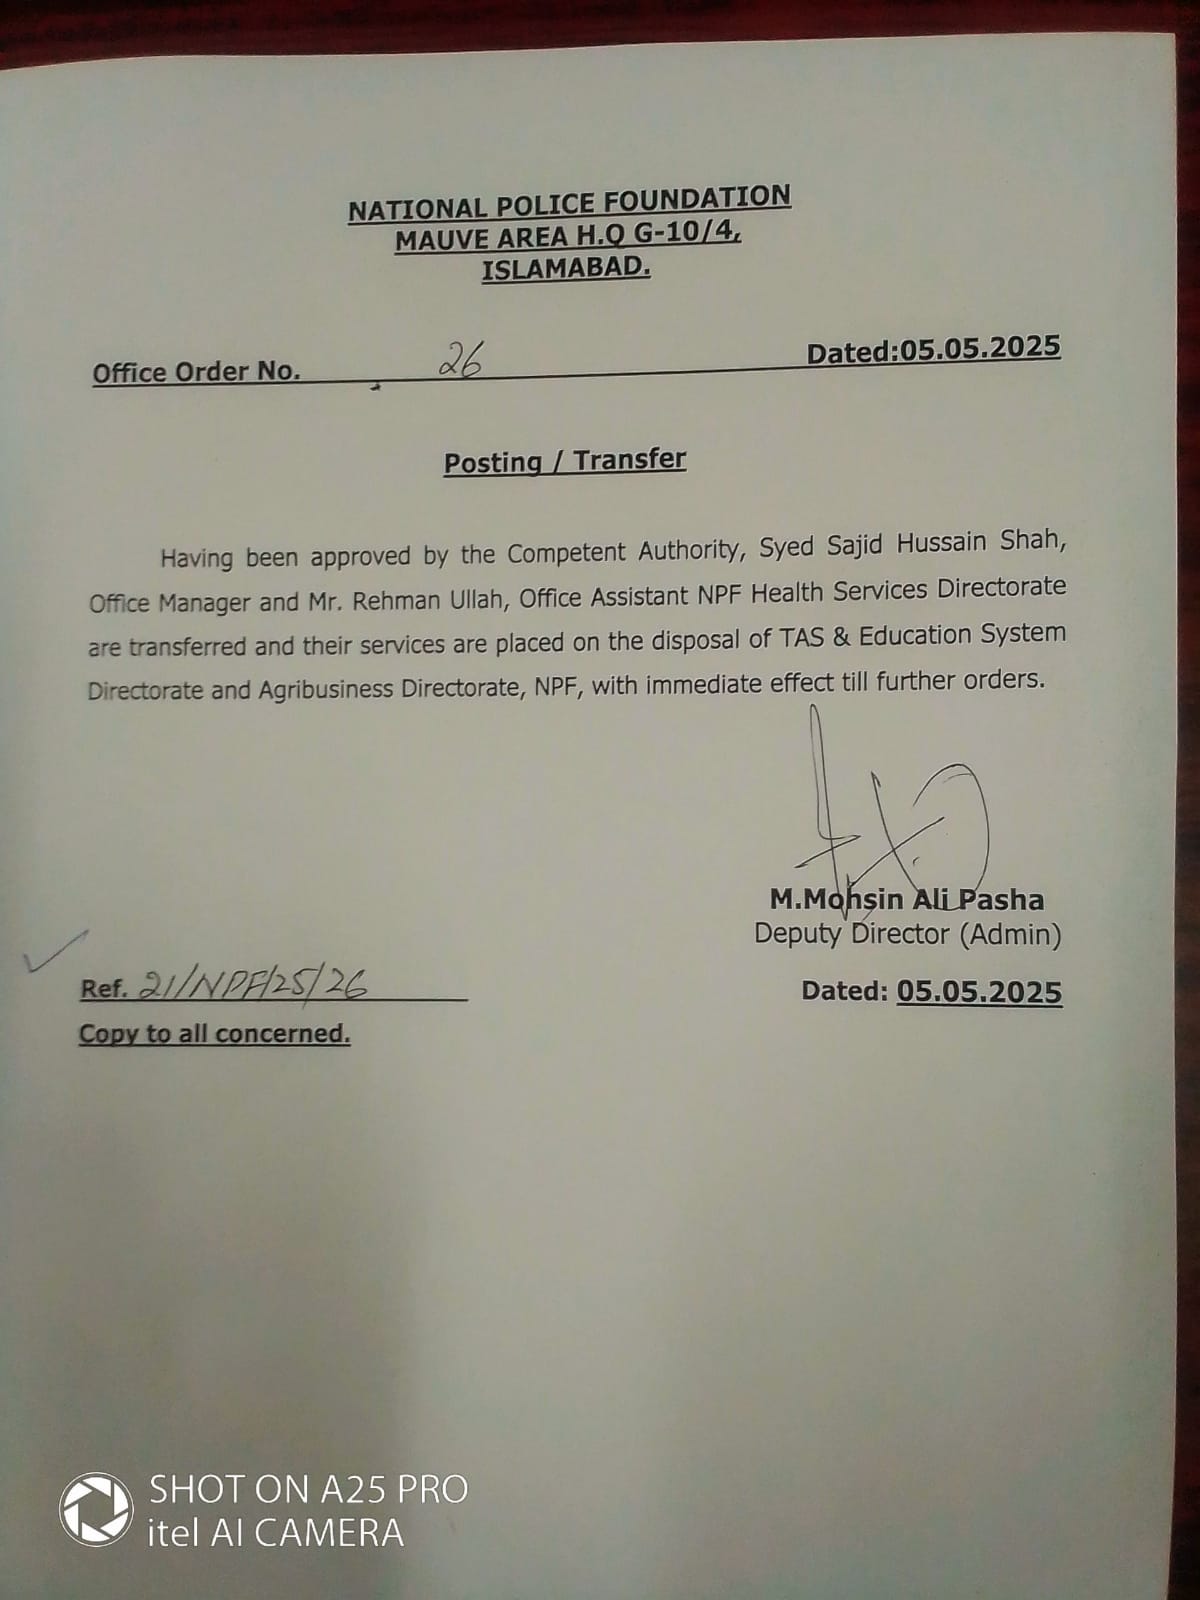 NATIONAL POLICE FOUNDATION
MAUVE AREA H.Q G-10/4,
ISLAMABAD.
Office Order No. 26 Dated:05.05.2025
Posting / Transfer
Having been approved by the Competent Authority, Syed Sajid Hussain Shah,
Office Manager and Mr. Rehman Ullah, Office Assistant NPF Health Services Directorate
are transferred and their services are placed on the disposal of TAS & Education System
Directorate and Agribusiness Directorate, NPF, with immediate effect till further orders.
M.Mohsin Ali Pasha
Deputy Director (Admin)
Ref. 21/NPF/25/26 Dated: 05.05.2025
Copy to all concerned.
SHOT ON A25 PRO
itel AI CAMERA